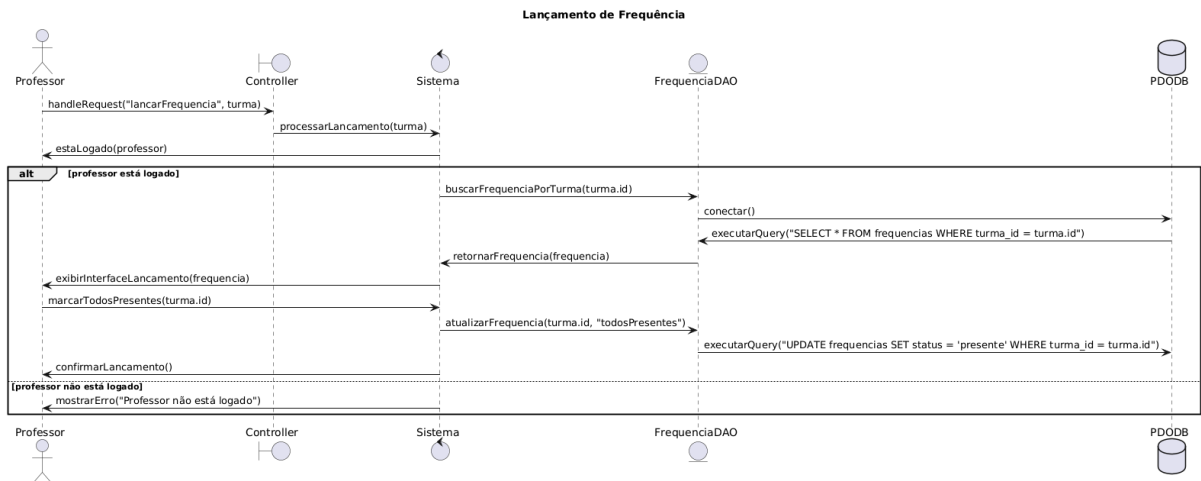 Lançamento de Frequência
Professor
Controller
Sistema
FrequenciaDAO
PDODB
handleRequest("lancarFrequencia", turma)
processarLancamento(turma)
estaLogado(professor)
alt [professor está logado]
buscarFrequenciaPorTurma(turma.id)
conectar()
executarQuery("SELECT * FROM frequencias WHERE turma_id = turma.id")
retornarFrequencia(frequencia)
exibirInterfaceLancamento(frequencia)
marcarTodosPresentes(turma.id)
atualizarFrequencia(turma.id, "todosPresentes")
executarQuery("UPDATE frequencias SET status = 'presente' WHERE turma_id = turma.id")
confirmarLancamento()
[professor não está logado]
mostrarErro("Professor não está logado")
Professor
Controller
Sistema
FrequenciaDAO
PDODB